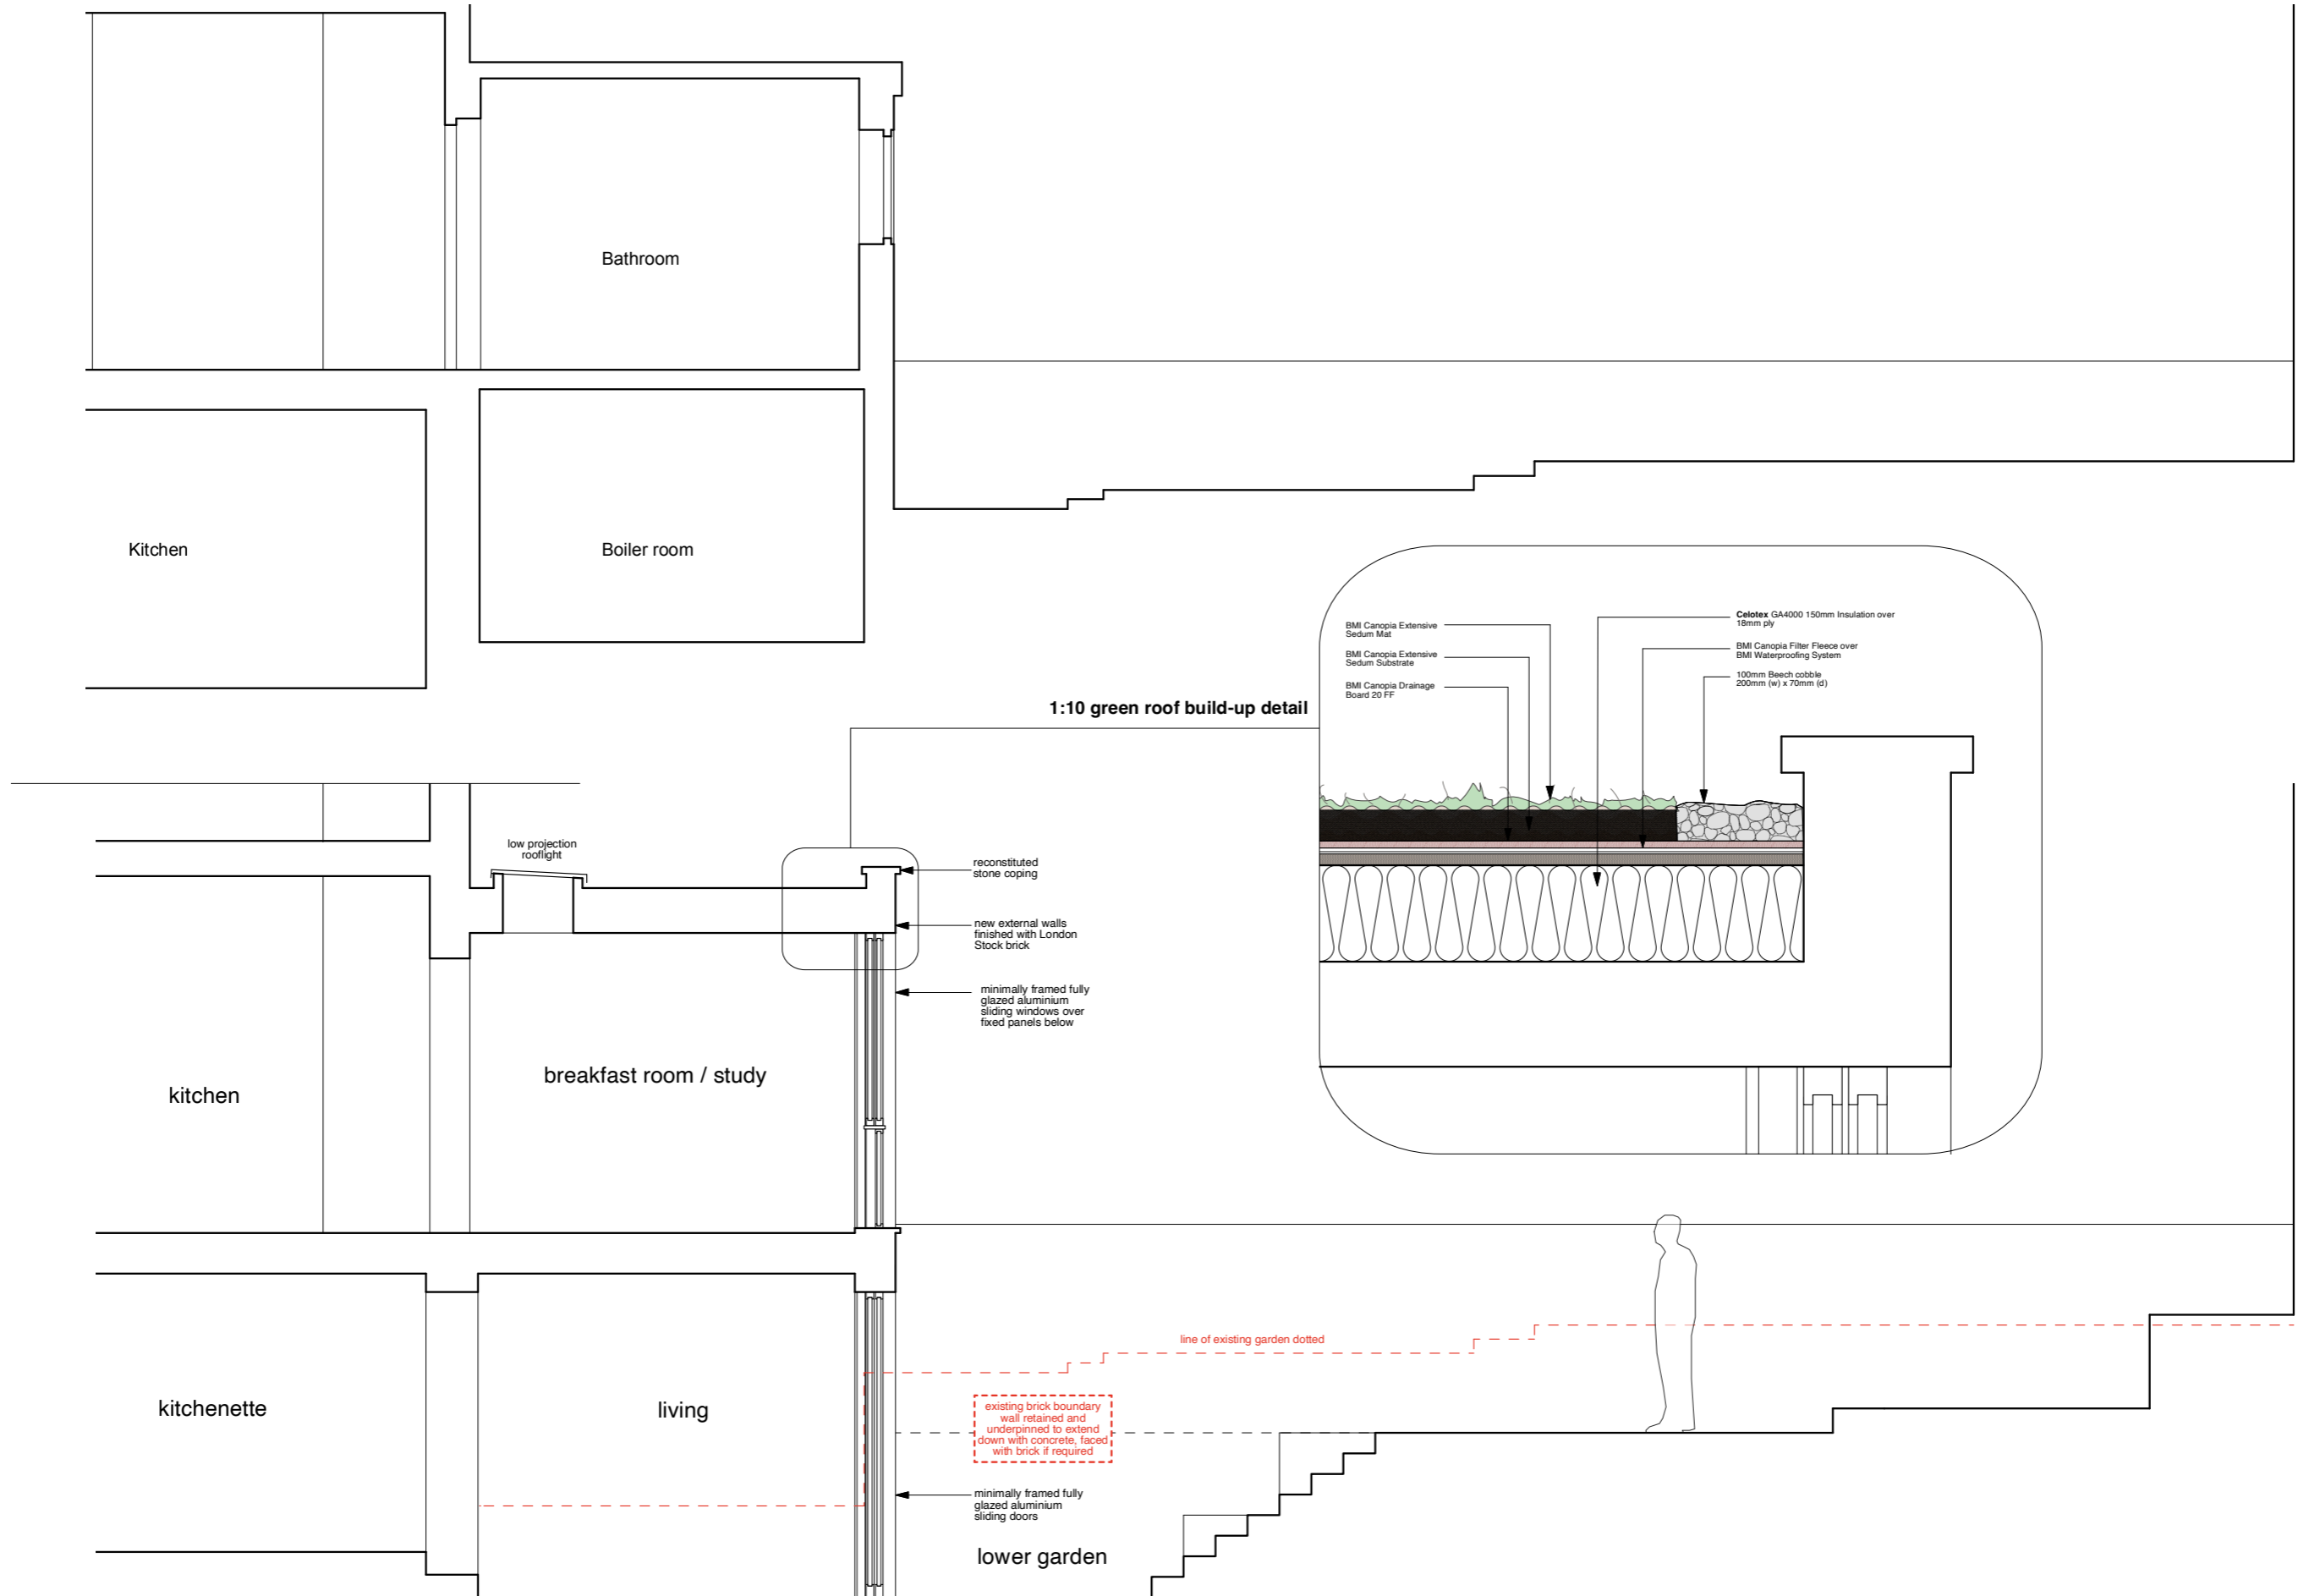 Bathroom
Kitchen
Boiler room
1:10 green roof build-up detail
BMI Canopia Extensive
Sedum Mat
BMI Canopia Extensive
Sedum Substrate
BMI Canopia Drainage
Board 20 FF
Celotex GA4000 150mm Insulation over
18mm ply
BMI Canopia Filter Fleece over
BMI Waterproofing System
100mm Beech cobble
200mm (w) x 70mm (d)
low projection
rooflight
reconstituted
stone coping
new external walls
finished with London
Stock brick
minimally framed fully
glazed aluminium
sliding windows over
fixed panels below
kitchen
breakfast room / study
line of existing garden dotted
kitchenette
living
existing brick boundary
wall retained and
underpinned to extend
down with concrete, faced
with brick if required
minimally framed fully
glazed aluminium
sliding doors
lower garden